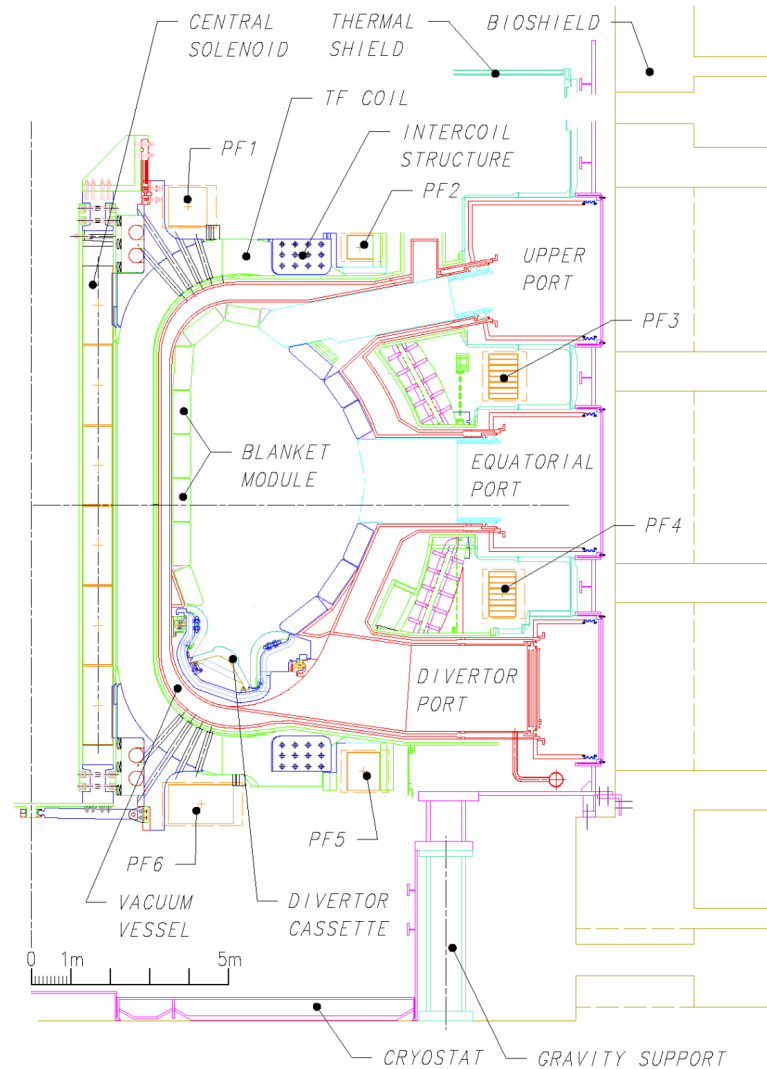 CENTRAL
SOLENOID
THERMAL
SHIELD
BIOSHIELD
TF COIL
PF1
INTERCOIL
STRUCTURE
PF2
UPPER
PORT
PF3
BLANKET
MODULE
EQUATORIAL
PORT
PF4
DIVERTOR
PORT
PF5
PF6
VACUUM
VESSEL
DIVERTOR
CASSETTE
0 1m 5m
CRYOSTAT
GRAVITY SUPPORT